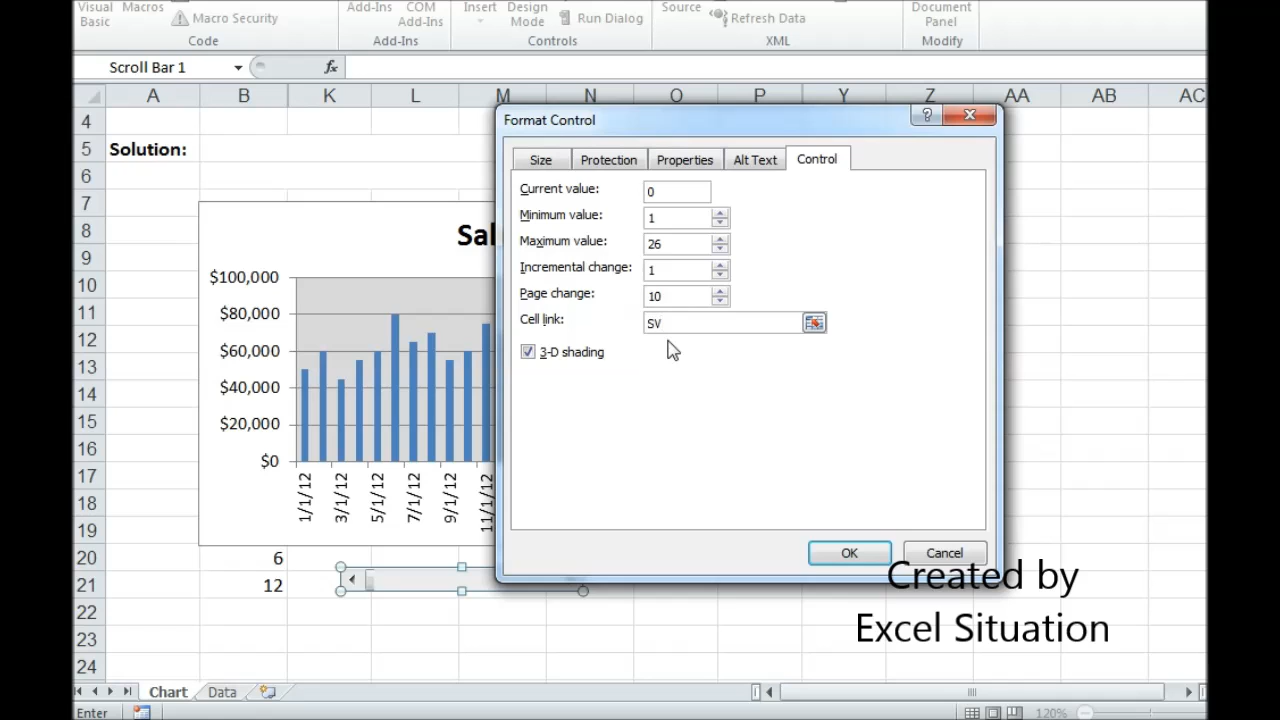 Visual Macros Add-Ins COM Insert Design Source Document
Basic Macro Security Add-Ins Mode Run Dialog Refresh Data Panel
Code Add-Ins Controls XML Modify
Scroll Bar 1 fx
A B K L M N O P Y Z AA AB AC
4
5 Solution:
6
7
8
9
10
11
12
13
14
15
16
17
18
19
20 6
21 12
22
23
24
Sal
$100,000
$80,000
$60,000
$40,000
$20,000
$0
1/1/12 3/1/12 5/1/12 7/1/12 9/1/12 11/1/12
Format Control
Size Protection Properties Alt Text Control
Current value: 0
Minimum value: 1
Maximum value: 26
Incremental change: 1
Page change: 10
Cell link: SV
3-D shading
OK Cancel
Created by
Excel Situation
Chart Data
Enter 120%